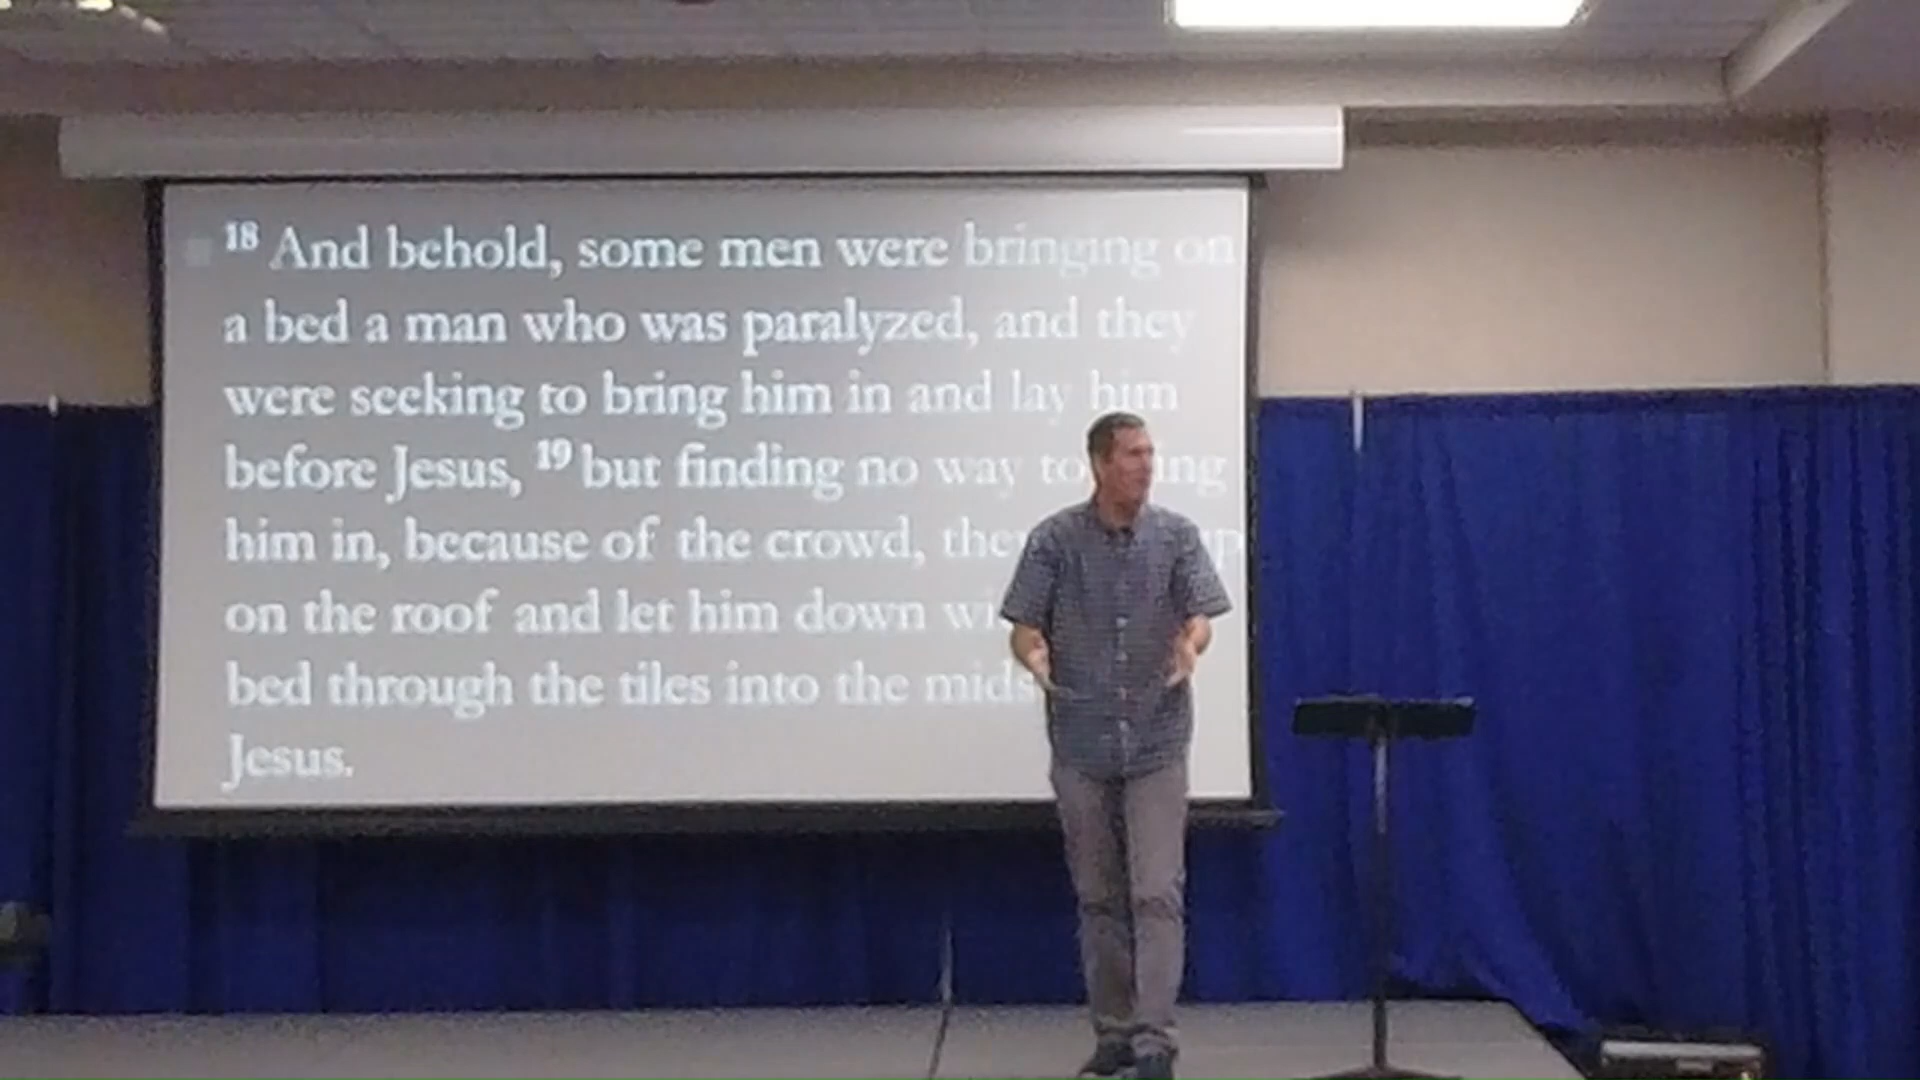 18 And behold, some men were bringing on
a bed a man who was paralyzed, and they
were seeking to bring him in and lay him
before Jesus, 19 but finding no way to
him in, because of the crowd,
on the roof and let him down
bed through the tiles into the
Jesus.